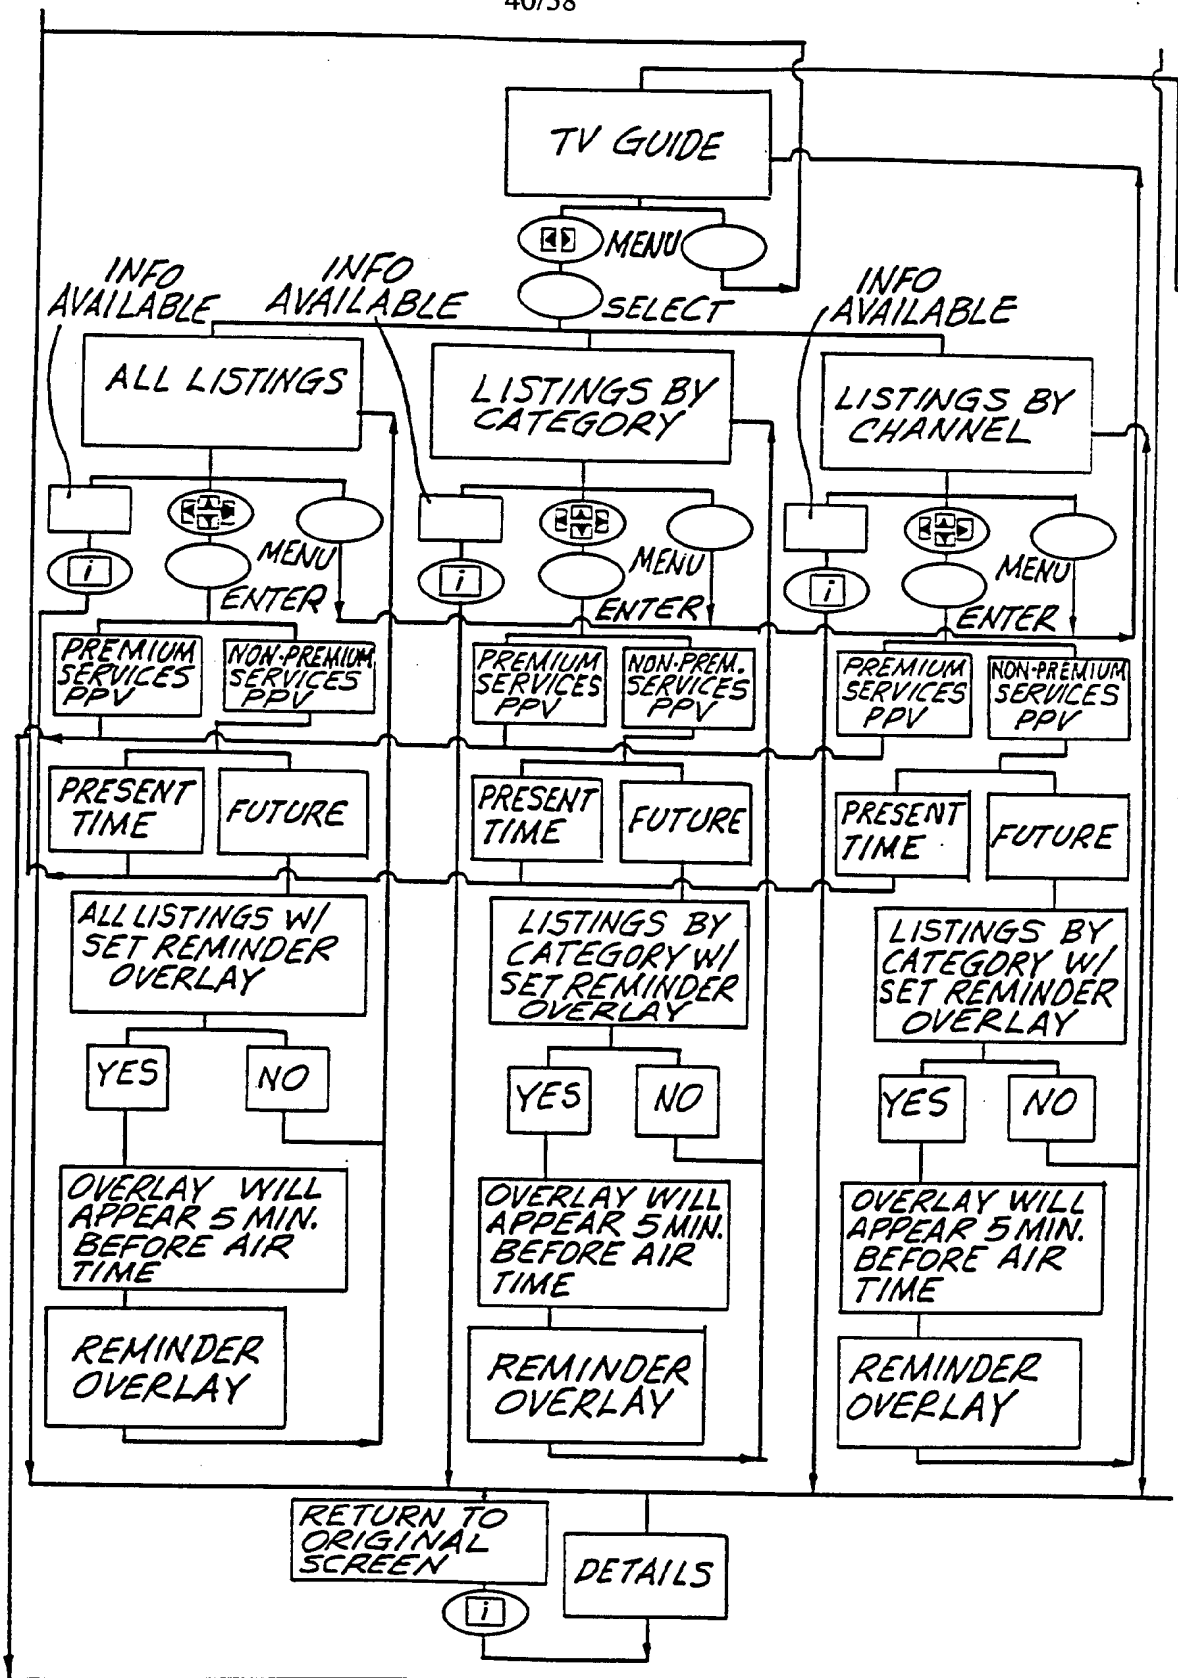 40/58
TV GUIDE
MENU
SELECT
INFO
AVAILABLE
INFO
AVAILABLE
INFO
AVAILABLE
ALL LISTINGS
LISTINGS BY
CATEGORY
LISTINGS BY
CHANNEL
i
MENU
ENTER
i
MENU
ENTER
i
MENU
ENTER
PREMIUM
SERVICES
PPV
NON-PREMIUM
SERVICES
PPV
PREMIUM
SERVICES
PPV
NON-PREM.
SERVICES
PPV
PREMIUM
SERVICES
PPV
NON-PREMIUM
SERVICES
PPV
PRESENT
TIME
FUTURE
PRESENT
TIME
FUTURE
PRESENT
TIME
FUTURE
ALL LISTINGS W/
SET REMINDER
OVERLAY
LISTINGS BY
CATEGORY W/
SET REMINDER
OVERLAY
LISTINGS BY
CATEGORY W/
SET REMINDER
OVERLAY
YES
NO
YES
NO
YES
NO
OVERLAY WILL
APPEAR 5 MIN.
BEFORE AIR
TIME
OVERLAY WILL
APPEAR 5 MIN.
BEFORE AIR
TIME
OVERLAY WILL
APPEAR 5 MIN.
BEFORE AIR
TIME
REMINDER
OVERLAY
REMINDER
OVERLAY
REMINDER
OVERLAY
RETURN TO
ORIGINAL
SCREEN
DETAILS
i